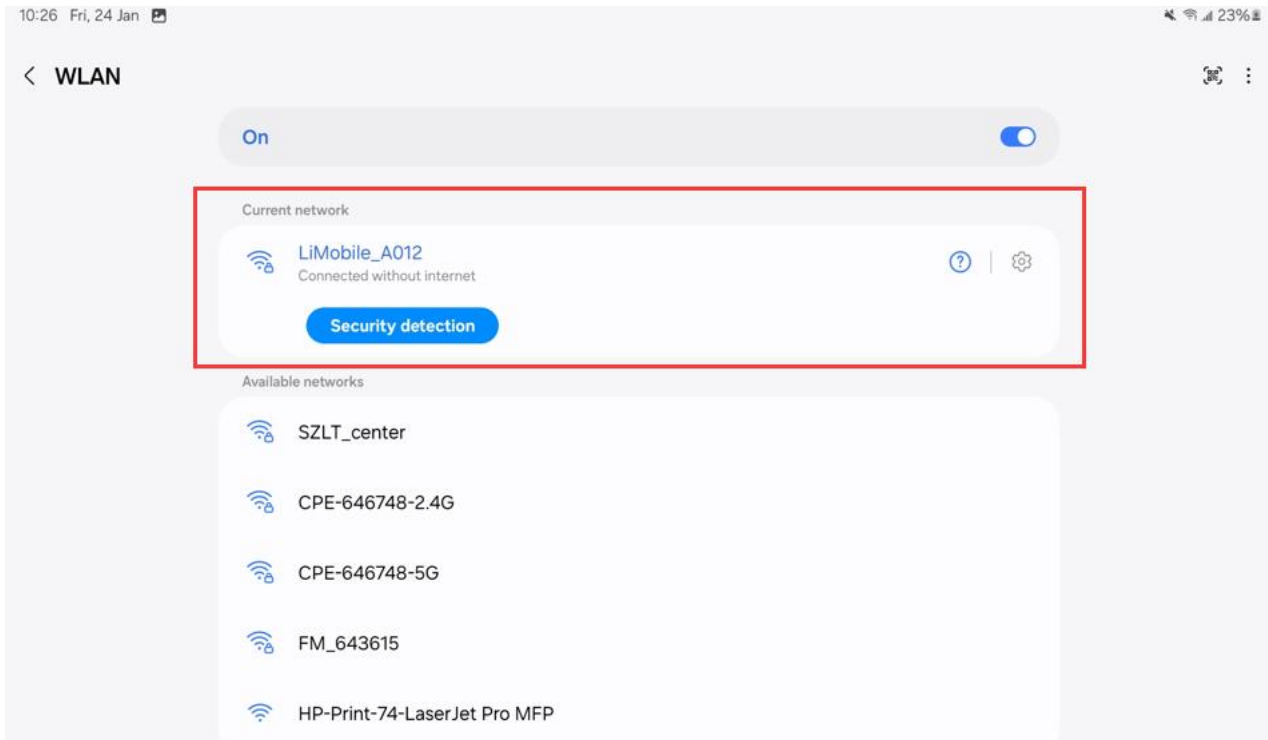 10:26 Fri, 24 Jan 23%
WLAN
On
Current network
LiMobile_A012
Connected without internet
Security detection
Available networks
SZLT_center
CPE-646748-2.4G
CPE-646748-5G
FM_643615
HP-Print-74-LaserJet Pro MFP